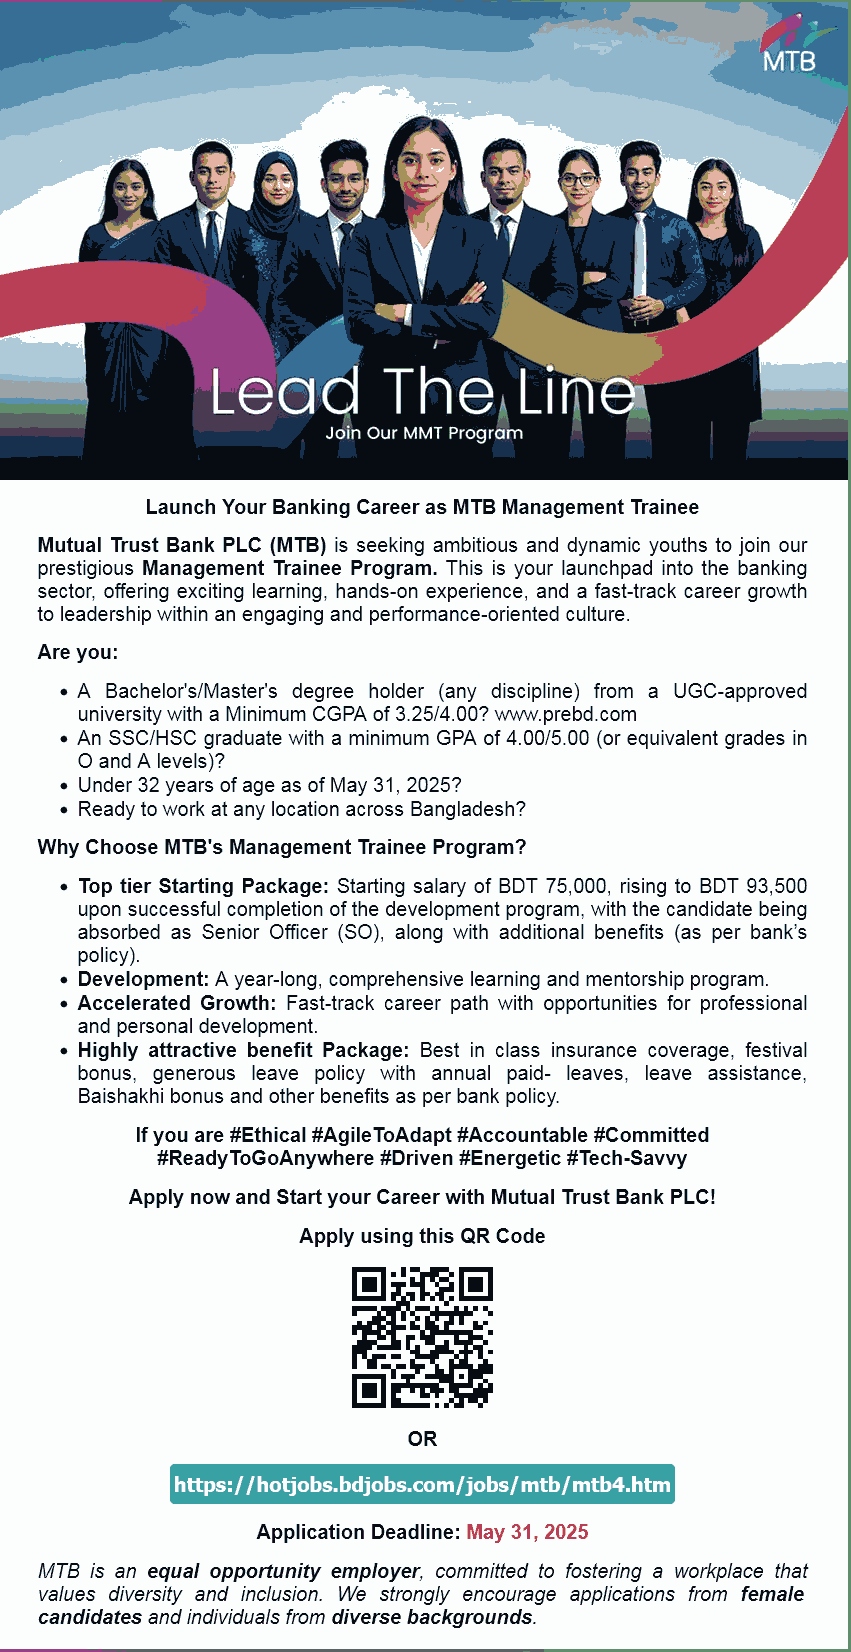 MTB
Lead The Line
Join Our MMT Program
Launch Your Banking Career as MTB Management Trainee
Mutual Trust Bank PLC (MTB) is seeking ambitious and dynamic youths to join our
prestigious Management Trainee Program. This is your launchpad into the banking
sector, offering exciting learning, hands-on experience, and a fast-track career growth
to leadership within an engaging and performance-oriented culture.
Are you:
• A Bachelor's/Master's degree holder (any discipline) from a UGC-approved
university with a Minimum CGPA of 3.25/4.00? www.prebd.com
• An SSC/HSC graduate with a minimum GPA of 4.00/5.00 (or equivalent grades in
O and A levels)?
• Under 32 years of age as of May 31, 2025?
• Ready to work at any location across Bangladesh?
Why Choose MTB's Management Trainee Program?
• Top tier Starting Package: Starting salary of BDT 75,000, rising to BDT 93,500
upon successful completion of the development program, with the candidate being
absorbed as Senior Officer (SO), along with additional benefits (as per bank’s
policy).
• Development: A year-long, comprehensive learning and mentorship program.
• Accelerated Growth: Fast-track career path with opportunities for professional
and personal development.
• Highly attractive benefit Package: Best in class insurance coverage, festival
bonus, generous leave policy with annual paid- leaves, leave assistance,
Baishakhi bonus and other benefits as per bank policy.
If you are #Ethical #AgileToAdapt #Accountable #Committed
#ReadyToGoAnywhere #Driven #Energetic #Tech-Savvy
Apply now and Start your Career with Mutual Trust Bank PLC!
Apply using this QR Code
OR
https://hotjobs.bdjobs.com/jobs/mtb/mtb4.htm
Application Deadline: May 31, 2025
MTB is an equal opportunity employer, committed to fostering a workplace that
values diversity and inclusion. We strongly encourage applications from female
candidates and individuals from diverse backgrounds.